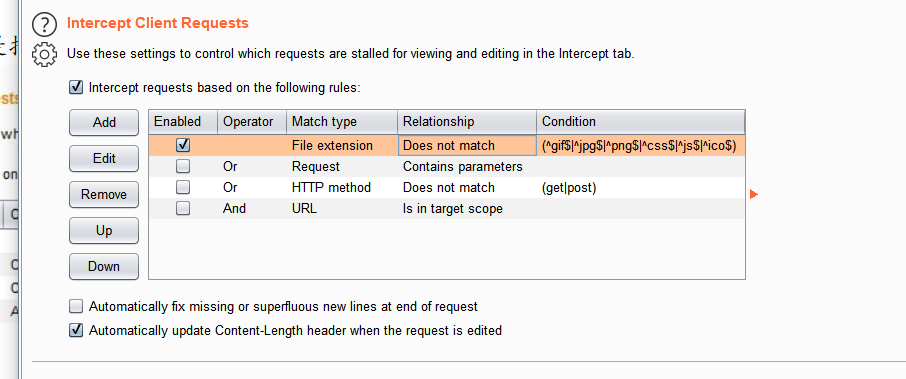 Intercept Client Requests
Use these settings to control which requests are stalled for viewing and editing in the Intercept tab.
Intercept requests based on the following rules:
Add
Edit
Remove
Up
Down
Enabled Operator Match type Relationship Condition
File extension Does not match (^gif$|^jpg$|^png$|^css$|^js$|^ico$)
Or Request Contains parameters
Or HTTP method Does not match (get|post)
And URL Is in target scope
Automatically fix missing or superfluous new lines at end of request
Automatically update Content-Length header when the request is edited